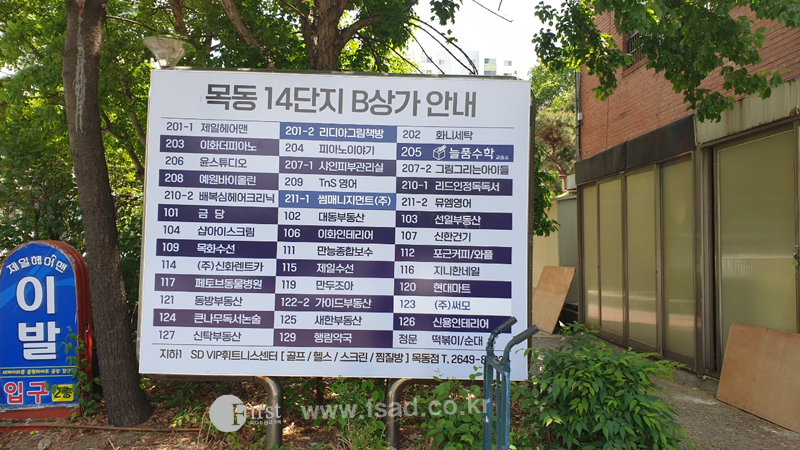 목동 14단지 B상가 안내
201-1 제일헤어맨 201-2 리디아그림책방 202 화니세탁
203 이화더피아노 204 피아노이야기 205 늘품수학 교습소
206 윤스튜디오 207-1 샤인피부관리실 207-2 그림그리는아이들
208 예원바이올린 209 TnS 영어 210-1 리드인정독독서
210-2 배복심헤어크리닉 211-1 썸매니지먼트(주) 211-2 뮤엠영어
101 금 당 102 대동부동산 103 선일부동산
104 샵아이스크림 106 이화인테리어 107 신한건기
109 목화수선 111 만능종합보수 112 포근커피/와플
114 (주)신화렌트카 115 제일수선 116 지니한네일
117 페토브동물병원 119 만두조아 120 현대마트
121 동방부동산 122-2 가이드부동산 123 (주)써모
124 큰나무독서논술 125 새한부동산 126 신용인테리어
127 신탁부동산 129 행림약국 정문 떡볶이/순대
지하1 SD VIP휘트니스센터 [ 골프 / 헬스 / 스크린 / 찜질방 ] 목동점 T. 2649-8
제일헤어맨
이발
입구 2층
First www.fsad.co.kr